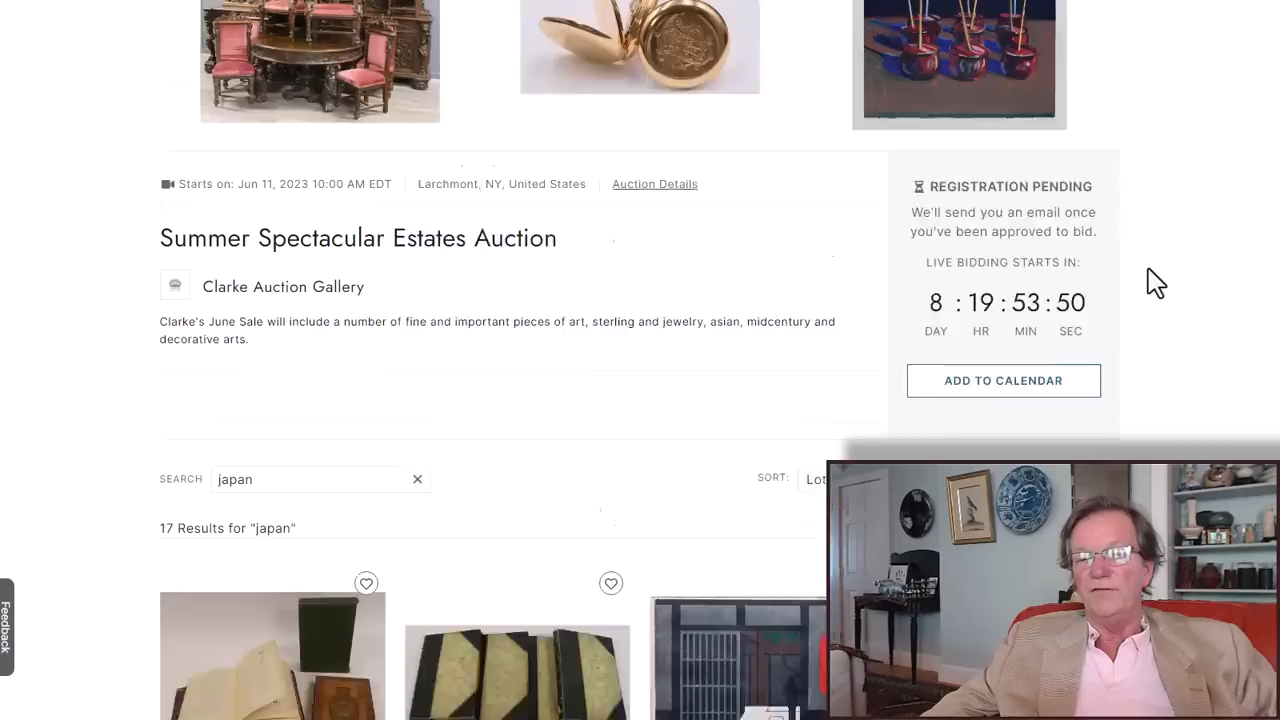 Starts on: Jun 11, 2023 10:00 AM EDT
Larchmont, NY, United States
Auction Details
Summer Spectacular Estates Auction
Clarke Auction Gallery
Clarke's June Sale will include a number of fine and important pieces of art, sterling and jewelry, asian, midcentury and
decorative arts.
REGISTRATION PENDING
We'll send you an email once
you've been approved to bid.
LIVE BIDDING STARTS IN:
8 : 19 : 53 : 50
DAY HR MIN SEC
ADD TO CALENDAR
SEARCH japan
SORT: Lot
17 Results for "japan"
Feedback